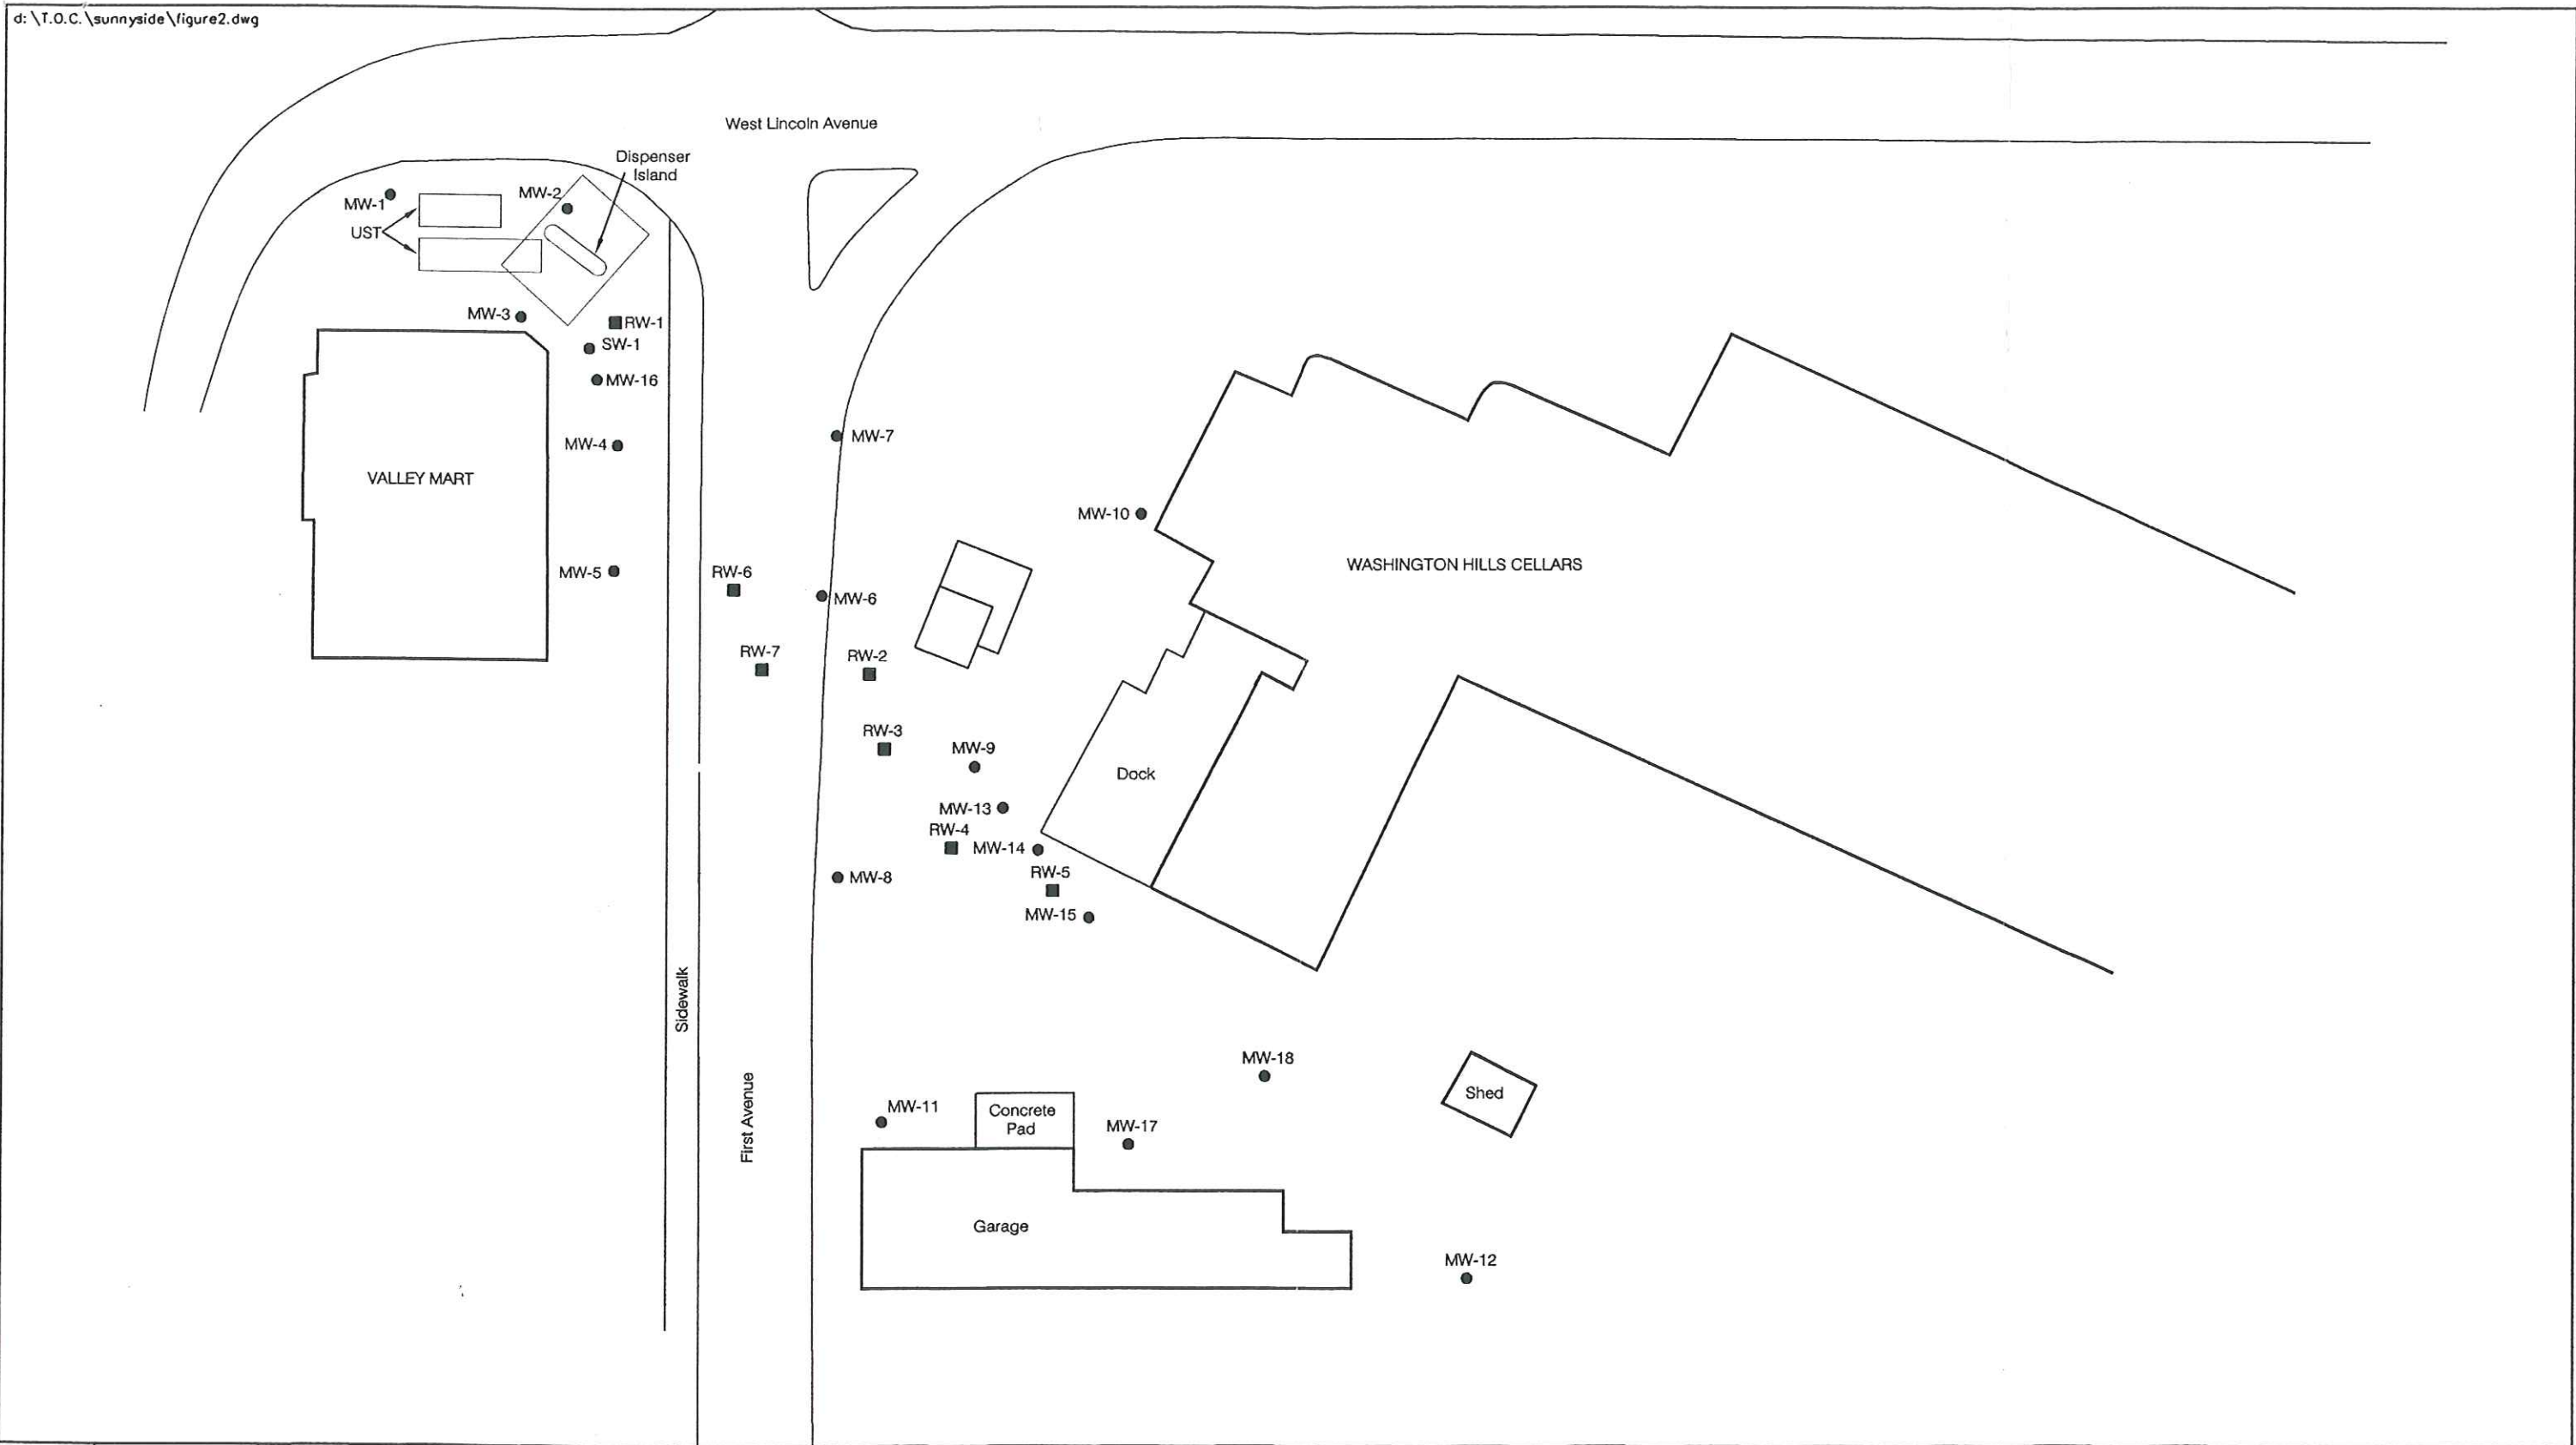 d:\T.O.C.\sunnyside\figure2.dwg
West Lincoln Avenue
Dispenser
Island
MW-1
MW-2
UST
MW-3
RW-1
SW-1
MW-16
MW-4
MW-7
VALLEY MART
MW-10
WASHINGTON HILLS CELLARS
MW-5
RW-6
MW-6
RW-7
RW-2
RW-3
MW-9
Dock
MW-13
RW-4
MW-14
MW-8
RW-5
MW-15
Sidewalk
First Avenue
MW-18
Shed
MW-11
Concrete
Pad
MW-17
Garage
MW-12